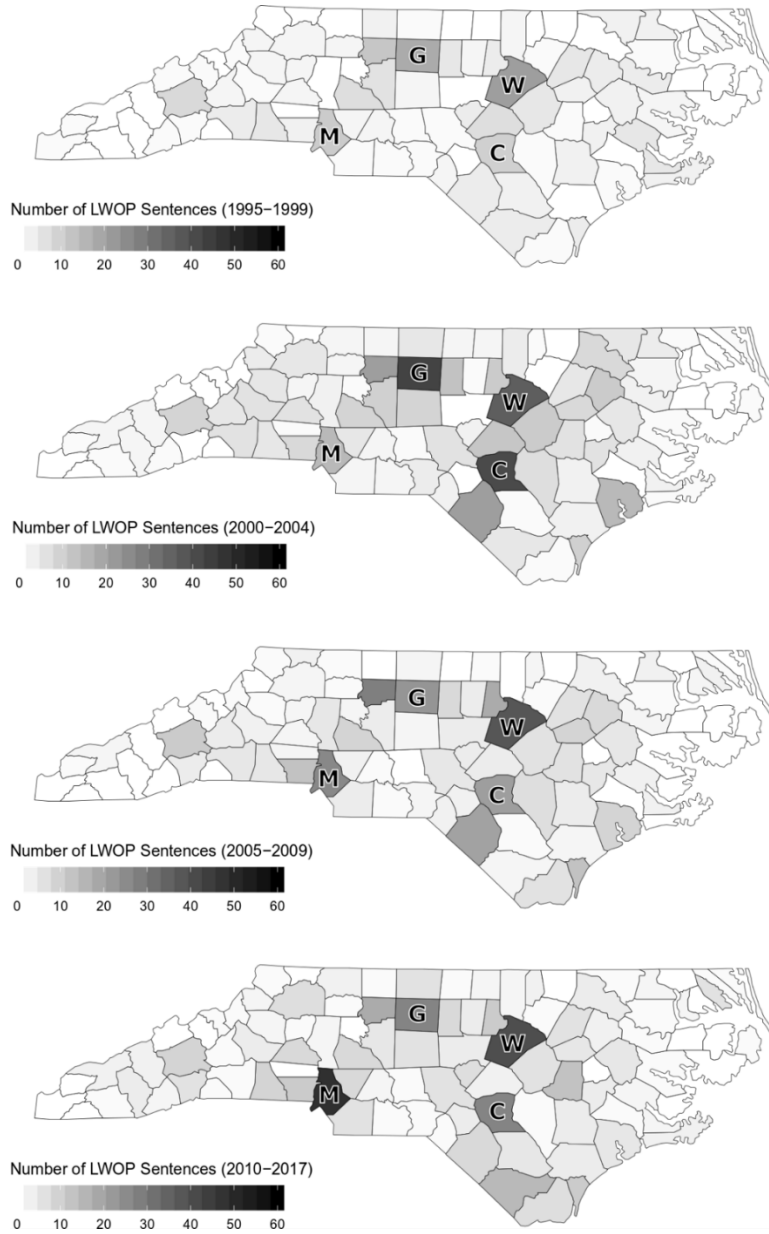 G
W
M
C
Number of LWOP Sentences (1995−1999)
0 10 20 30 40 50 60
G
W
C
M
Number of LWOP Sentences (2000−2004)
0 10 20 30 40 50 60
G
W
M
C
Number of LWOP Sentences (2005−2009)
0 10 20 30 40 50 60
G
W
M
C
Number of LWOP Sentences (2010−2017)
0 10 20 30 40 50 60